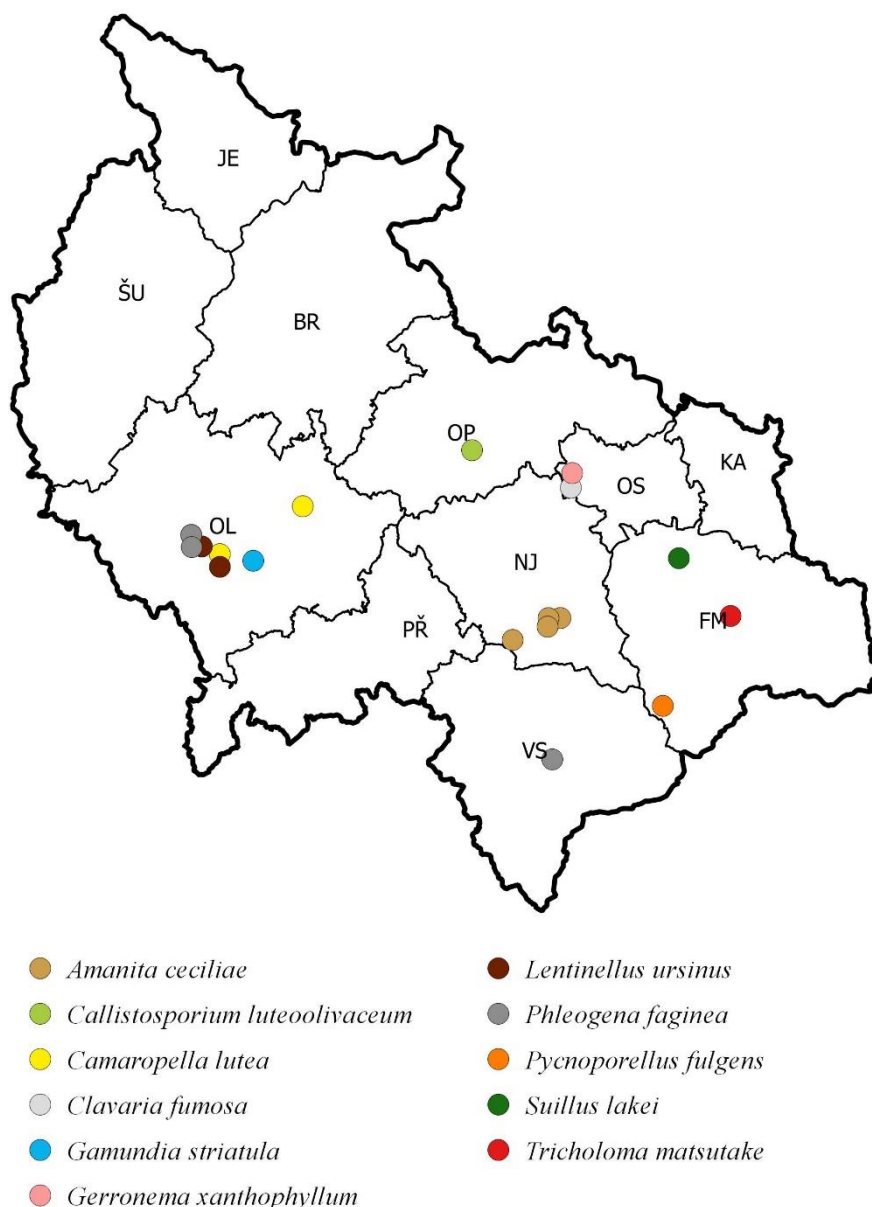 JE
ŠU
BR
OP
KA
OS
OL
NJ
FM
PŘ
VS
Amanita ceciliae
Callistosporium luteoolivaceum
Camaropella lutea
Clavaria fumosa
Gamundia striatula
Gerronema xanthophyllum
Lentinellus ursinus
Phleogena faginea
Pycnoporellus fulgens
Suillus lakei
Tricholoma matsutake